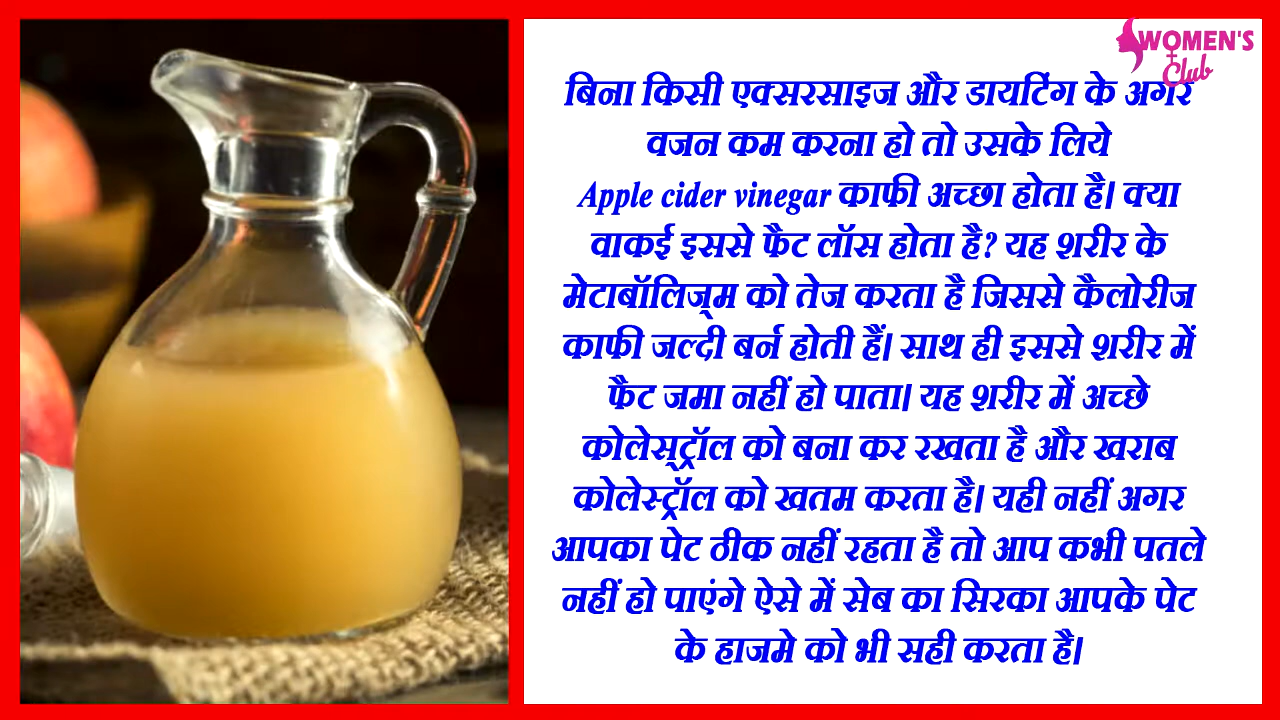 WOMEN'S
Club
बिना किसी एक्सरसाइज और डायटिंग के अगर
वजन कम करना हो तो उसके लिये
Apple cider vinegar काफी अच्छा होता है। क्या
वाकई इससे फैट लॉस होता है? यह शरीर के
मेटाबॉलिज्म को तेज करता है जिससे कैलोरीज
काफी जल्दी बर्न होती हैं। साथ ही इससे शरीर में
फैट जमा नहीं हो पाता। यह शरीर में अच्छे
कोलेस्ट्रॉल को बना कर रखता है और खराब
कोलेस्ट्रॉल को खतम करता है। यही नहीं अगर
आपका पेट ठीक नहीं रहता है तो आप कभी पतले
नहीं हो पाएंगे ऐसे में सेब का सिरका आपके पेट
के हाजमे को भी सही करता है।